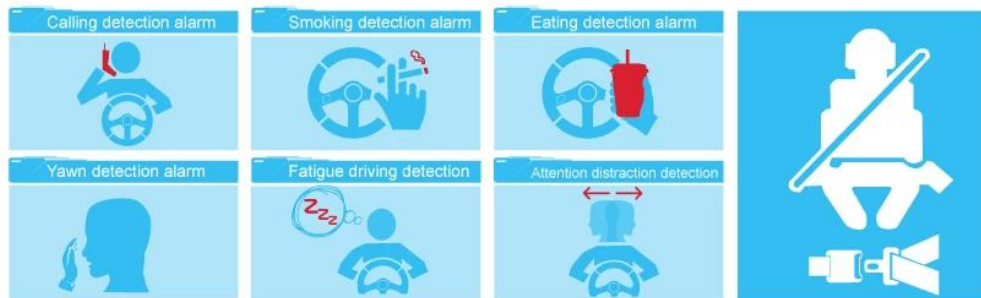 Calling detection alarm
Smoking detection alarm
Eating detection alarm
Yawn detection alarm
Fatigue driving detection
Attention distraction detection
ZZZ